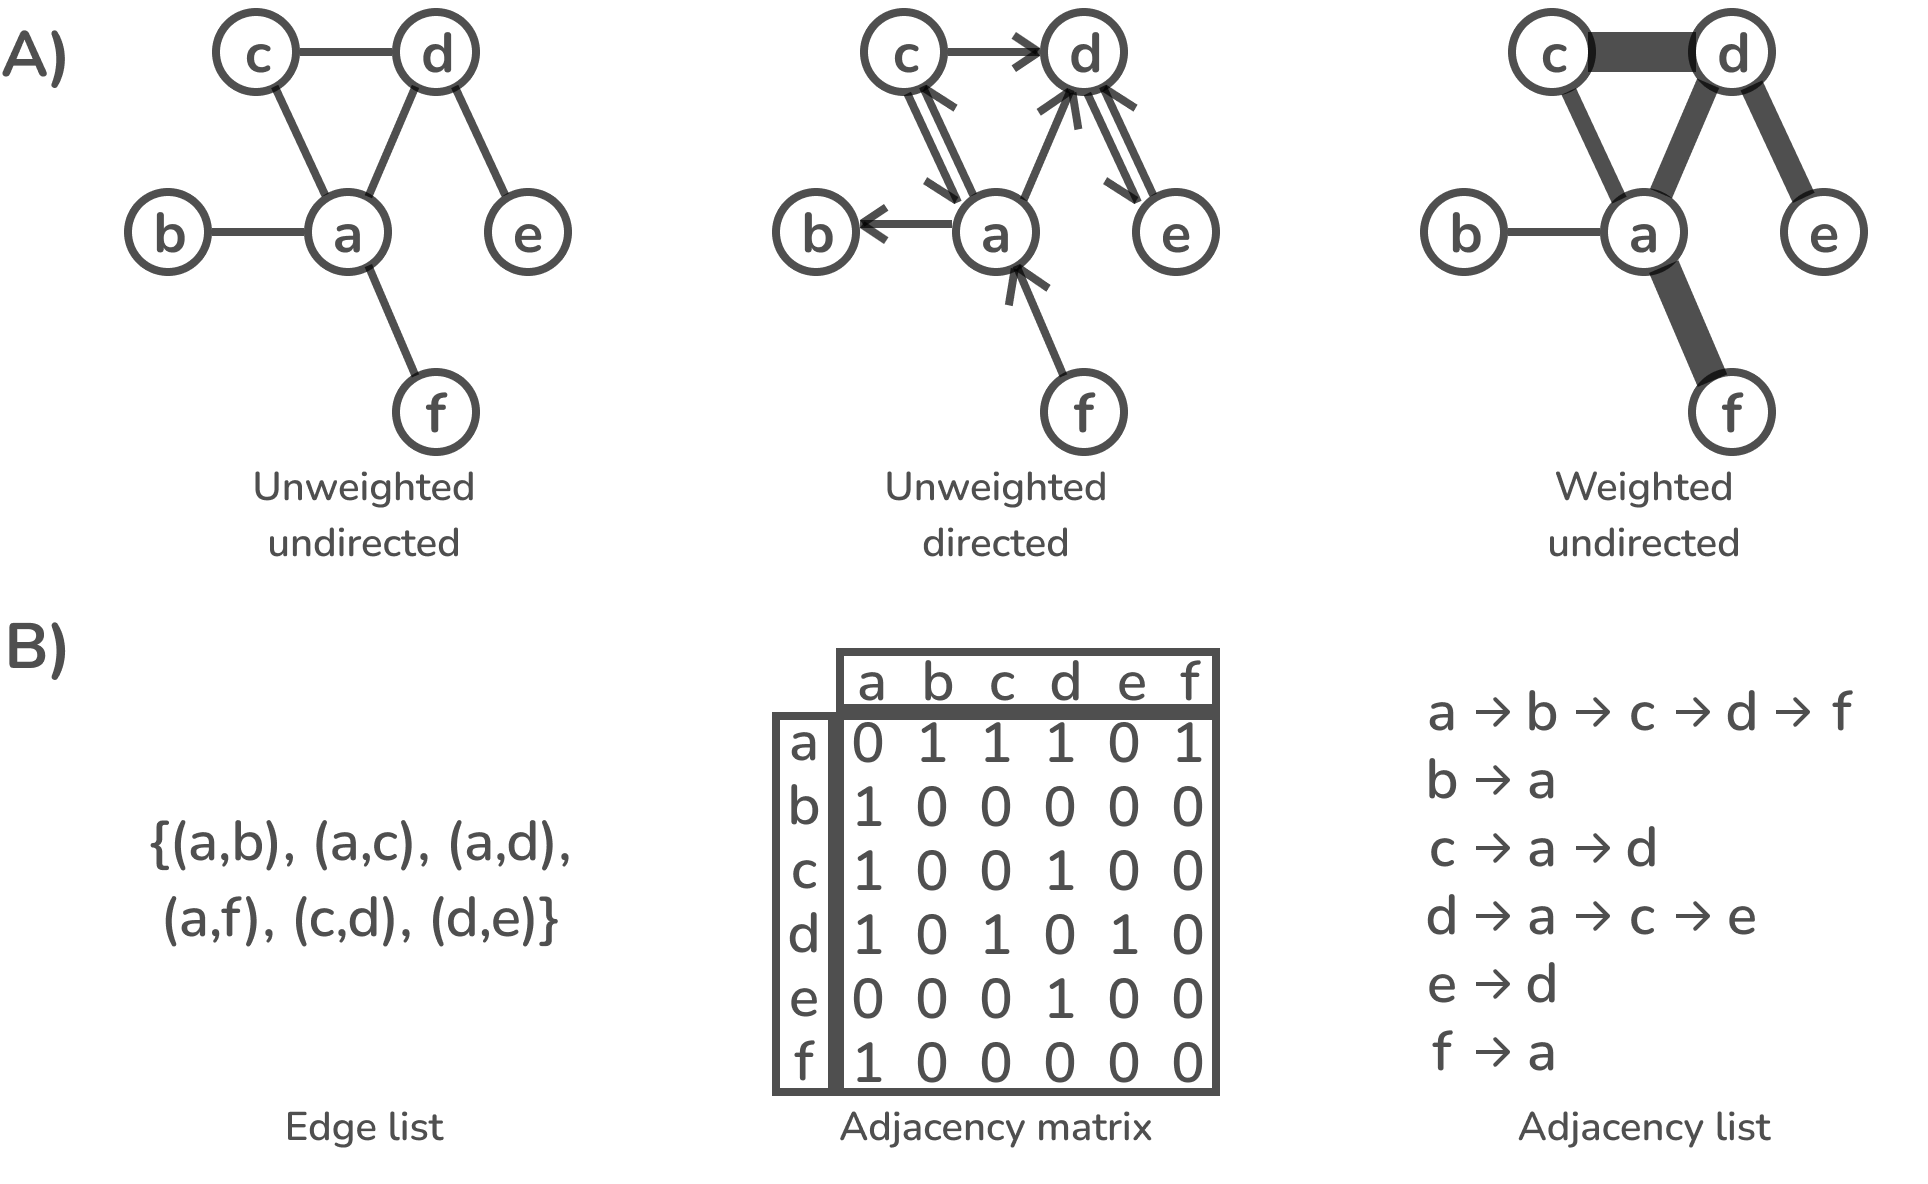 A)
c d
b a e
f
Unweighted
undirected
c d
b a e
f
Unweighted
directed
c d
b a e
f
Weighted
undirected
B)
{(a,b), (a,c), (a,d),
(a,f), (c,d), (d,e)}
Edge list
a b c d e f
a 0 1 1 1 0 1
b 1 0 0 0 0 0
c 1 0 0 1 0 0
d 1 0 1 0 1 0
e 0 0 0 1 0 0
f 1 0 0 0 0 0
Adjacency matrix
a → b → c → d → f
b → a
c → a → d
d → a → c → e
e → d
f → a
Adjacency list